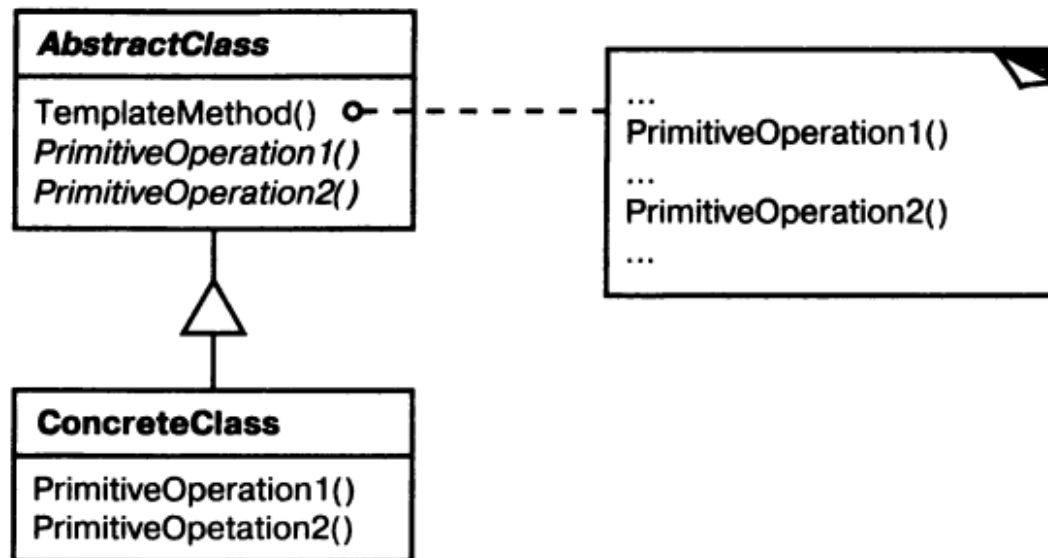 AbstractClass
TemplateMethod()
PrimitiveOperation1()
PrimitiveOperation2()
...
PrimitiveOperation1()
...
PrimitiveOperation2()
...
ConcreteClass
PrimitiveOperation1()
PrimitiveOpetation2()